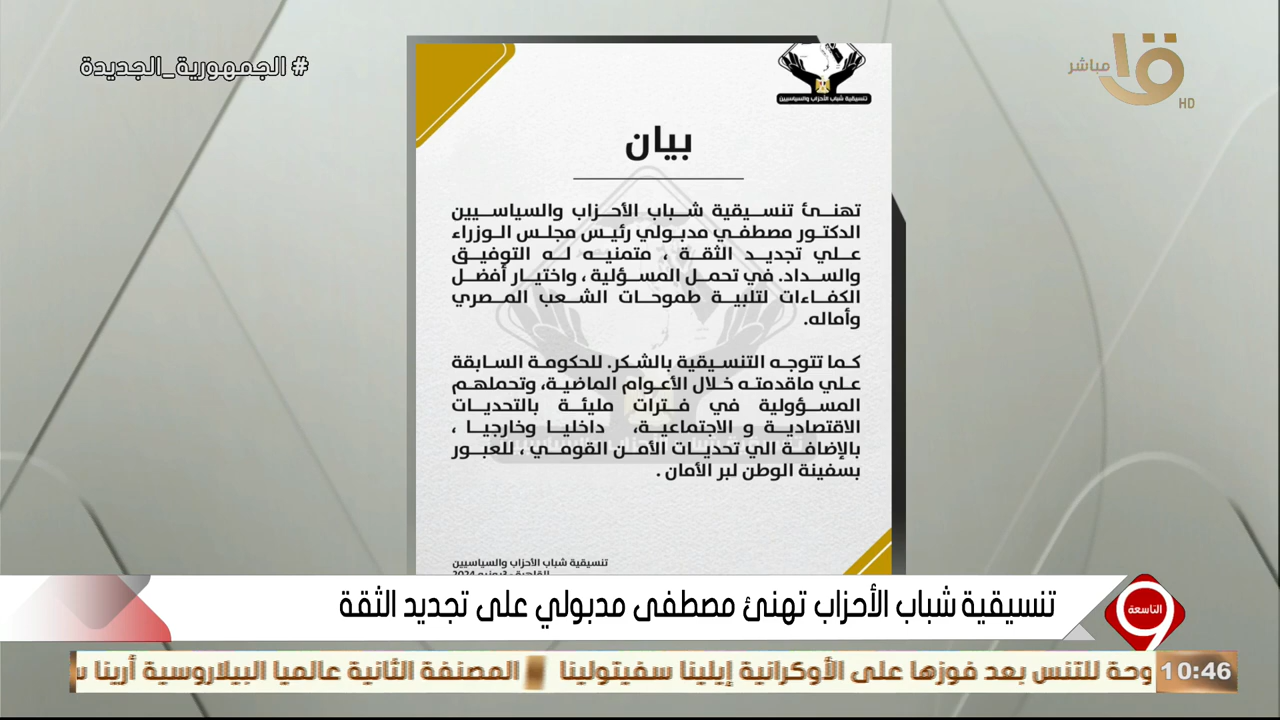 #الجمهورية_الجديدة
مباشر
HD
تنسيقية شباب الأحزاب والسياسيين
بيان
تهنئ تنسيقية شباب الأحزاب والسياسيين
الدكتور مصطفي مدبولي رئيس مجلس الوزراء
علي تجديد الثقة ، متمنيه له التوفيق
والسداد. في تحمل المسؤلية ، واختيار أفضل
الكفاءات لتلبية طموحات الشعب المصري
وأماله.
كما تتوجه التنسيقية بالشكر. للحكومة السابقة
علي ماقدمته خلال الأعوام الماضية، وتحملهم
المسؤولية في فترات مليئة بالتحديات
الاقتصادية و الاجتماعية، داخليا وخارجيا ،
بالإضافة الي تحديات الأمن القومي ، للعبور
بسفينة الوطن لبر الأمان .
تنسيقية شباب الأحزاب والسياسيين
تنسيقية شباب الأحزاب تهنئ مصطفى مدبولي على تجديد الثقة
التاسعة
9
وحة للتنس بعد فوزها على الأوكرانية إيلينا سفيتولينا المصنفة الثانية عالميا البيلاروسية أرينا س
10:46